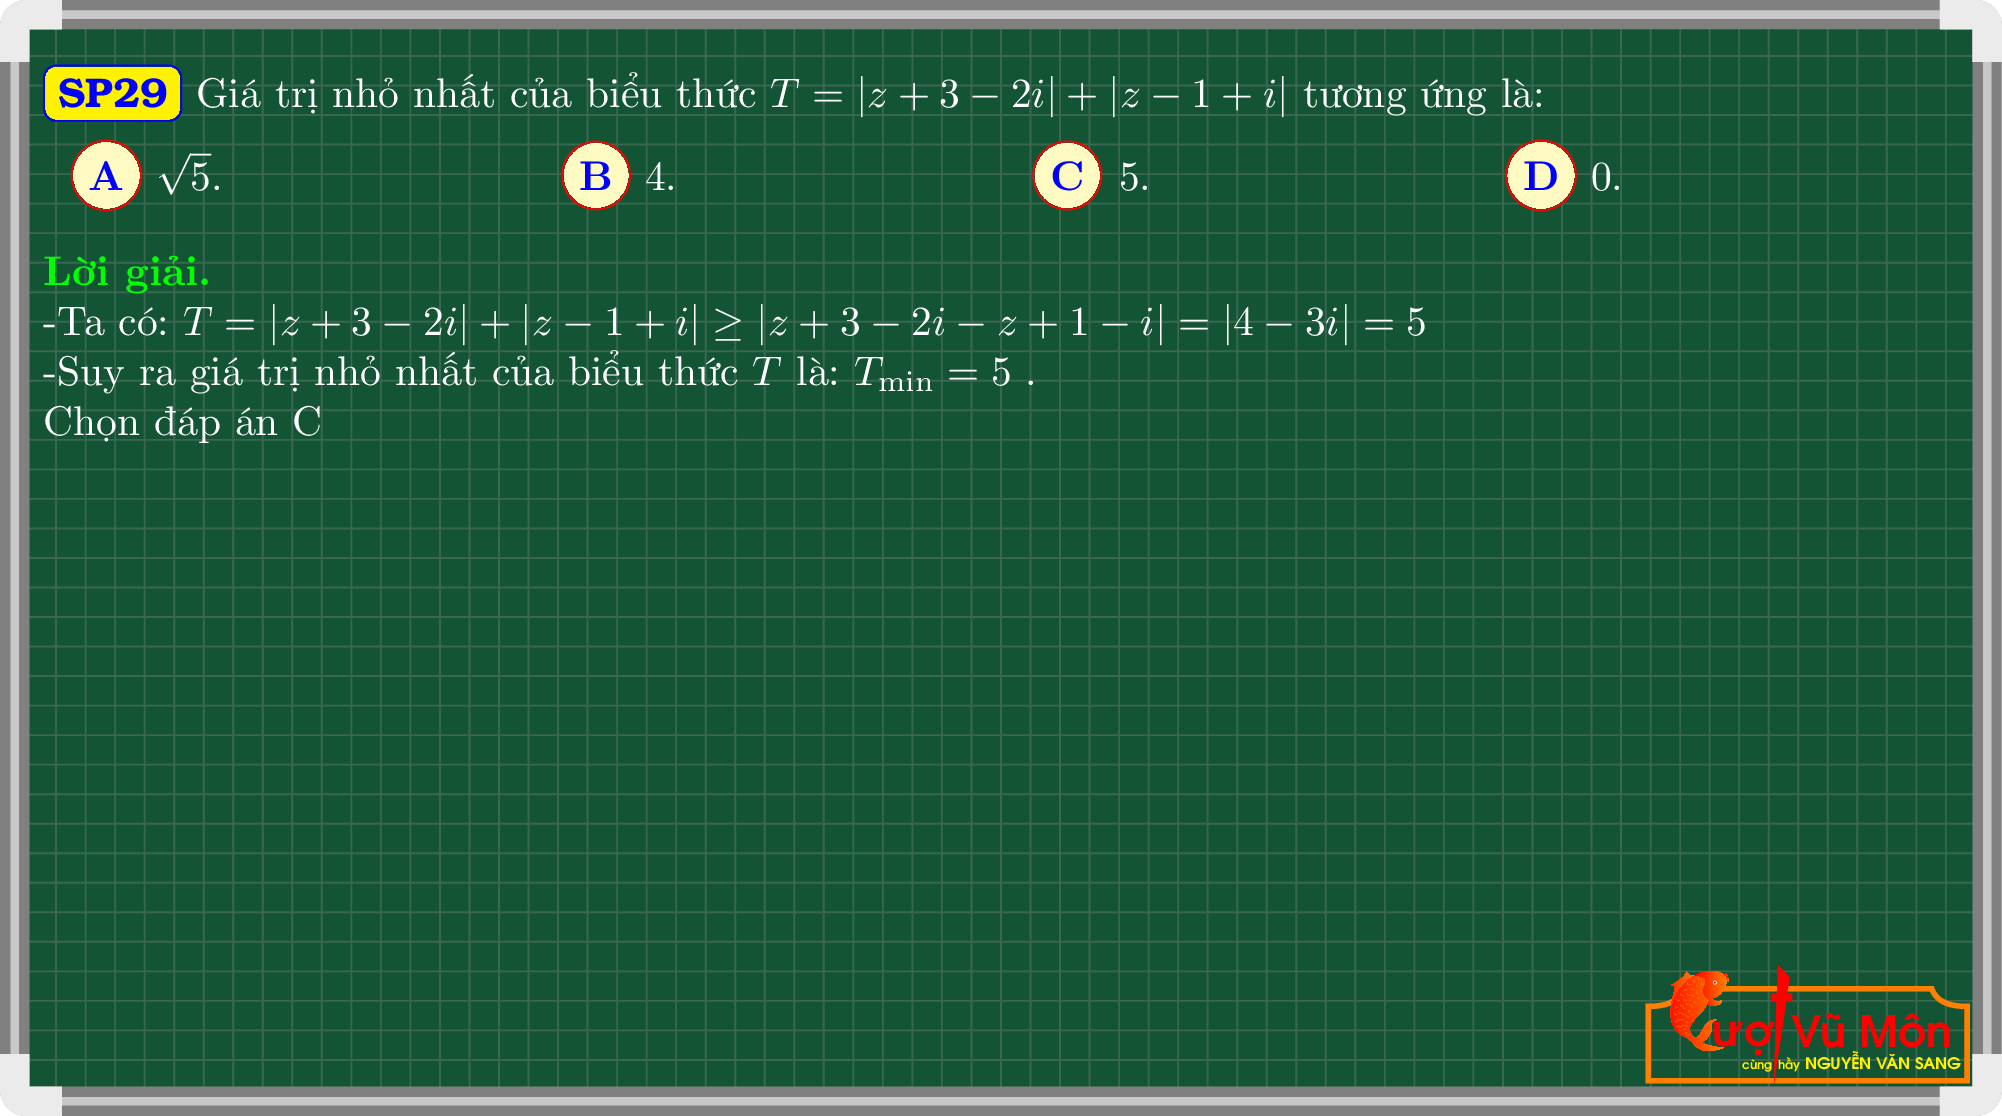 SP29 Giá trị nhỏ nhất của biểu thức T = |z + 3 − 2i| + |z − 1 + i| tương ứng là:
A √5. B 4. C 5. D 0.
Lời giải.
-Ta có: T = |z + 3 − 2i| + |z − 1 + i| ≥ |z + 3 − 2i − z + 1 − i| = |4 − 3i| = 5
-Suy ra giá trị nhỏ nhất của biểu thức T là: Tmin = 5 .
Chọn đáp án C
ượt Vũ Môn
cùng thầy NGUYỄN VĂN SANG